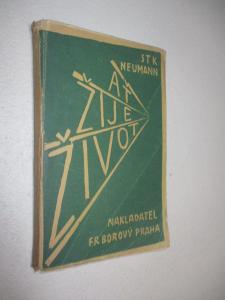 ST K
NEUMANN
AŤ
ŽIJE
ŽIVOT
NAKLADATEL
FR. BOROVÝ PRAHA